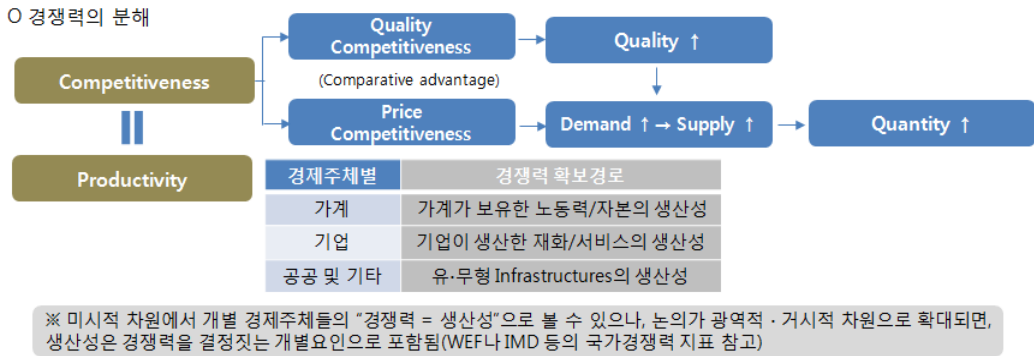 O 경쟁력의 분해
Quality
Competitiveness
Quality ↑
Competitiveness
(Comparative advantage)
Price
Competitiveness
Demand ↑ → Supply ↑
Quantity ↑
Productivity
경제주체별 경쟁력 확보경로
가계 가계가 보유한 노동력/자본의 생산성
기업 기업이 생산한 재화/서비스의 생산성
공공 및 기타 유·무형 Infrastructures의 생산성
※ 미시적 차원에서 개별 경제주체들의 “경쟁력 = 생산성”으로 볼 수 있으나, 논의가 광역적 · 거시적 차원으로 확대되면,
생산성은 경쟁력을 결정짓는 개별요인으로 포함됨(WEF나 IMD 등의 국가경쟁력 지표 참고)